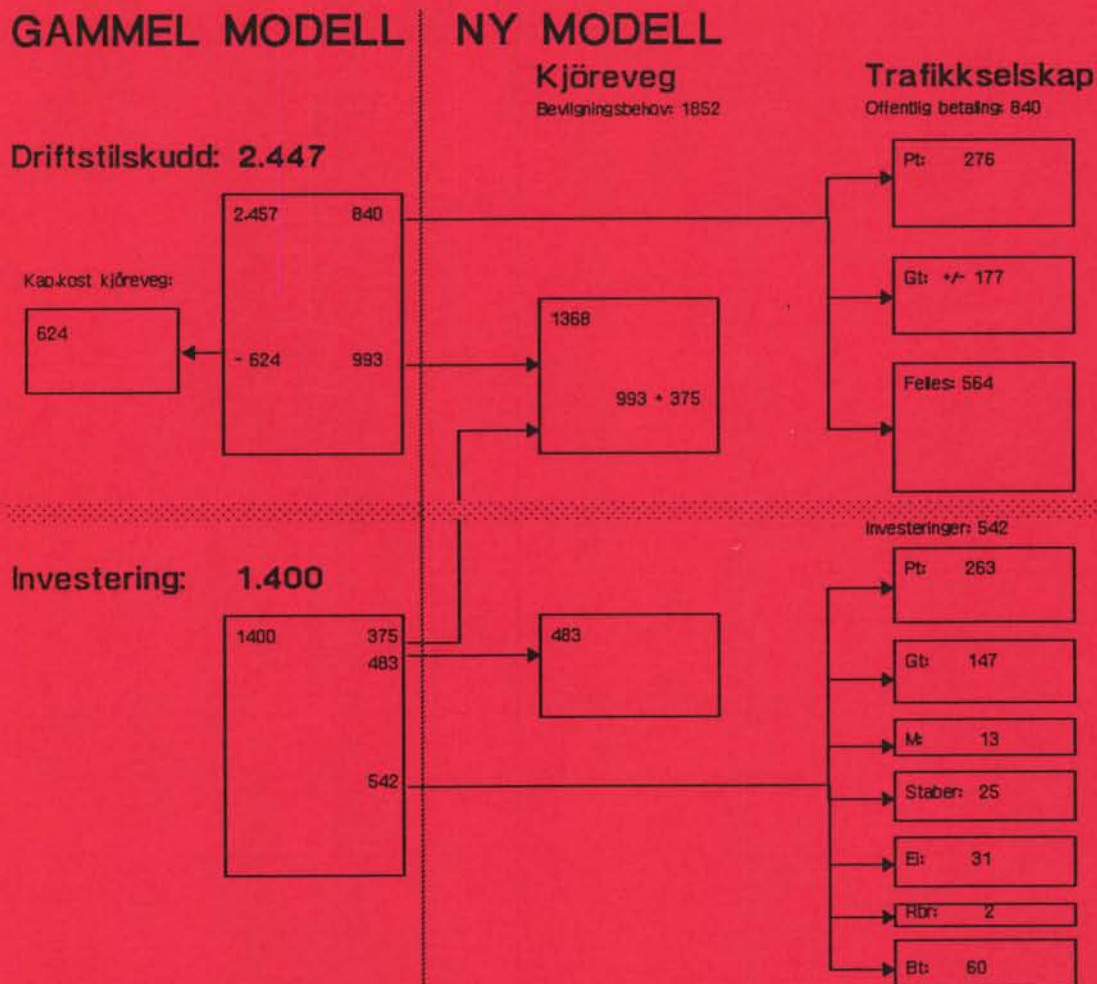 GAMMEL MODELL
NY MODELL
Kjöreveg
Bevilgningsbehov: 1852
Trafikkselskap
Offentlig betaling: 840
Driftstilskudd: 2.447
2.457 840
- 624 993
Kap.kost kjöreveg:
624
1368
993 + 375
Pt: 276
Gt: +/- 177
Felles: 564
Investering: 1.400
1400 375
483
542
483
Investeringer: 542
Pt: 263
Gt: 147
M: 13
Staber: 25
Ei: 31
Rbr: 2
Bt: 60